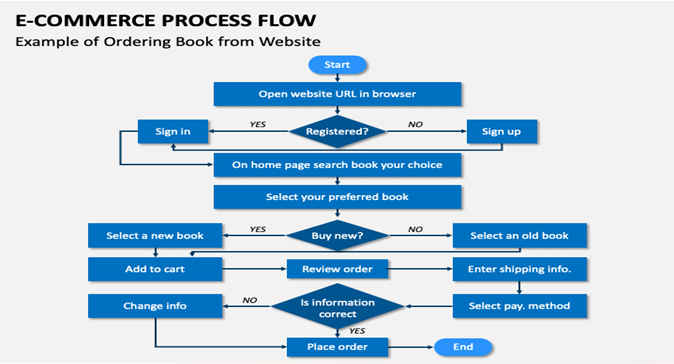 E-COMMERCE PROCESS FLOW
Example of Ordering Book from Website
Start
Open website URL in browser
YES
NO
Sign in
Registered?
Sign up
On home page search book your choice
Select your preferred book
YES
NO
Select a new book
Buy new?
Select an old book
Add to cart
Review order
Enter shipping info.
Change info
NO
Is information
correct
Select pay. method
YES
Place order
End